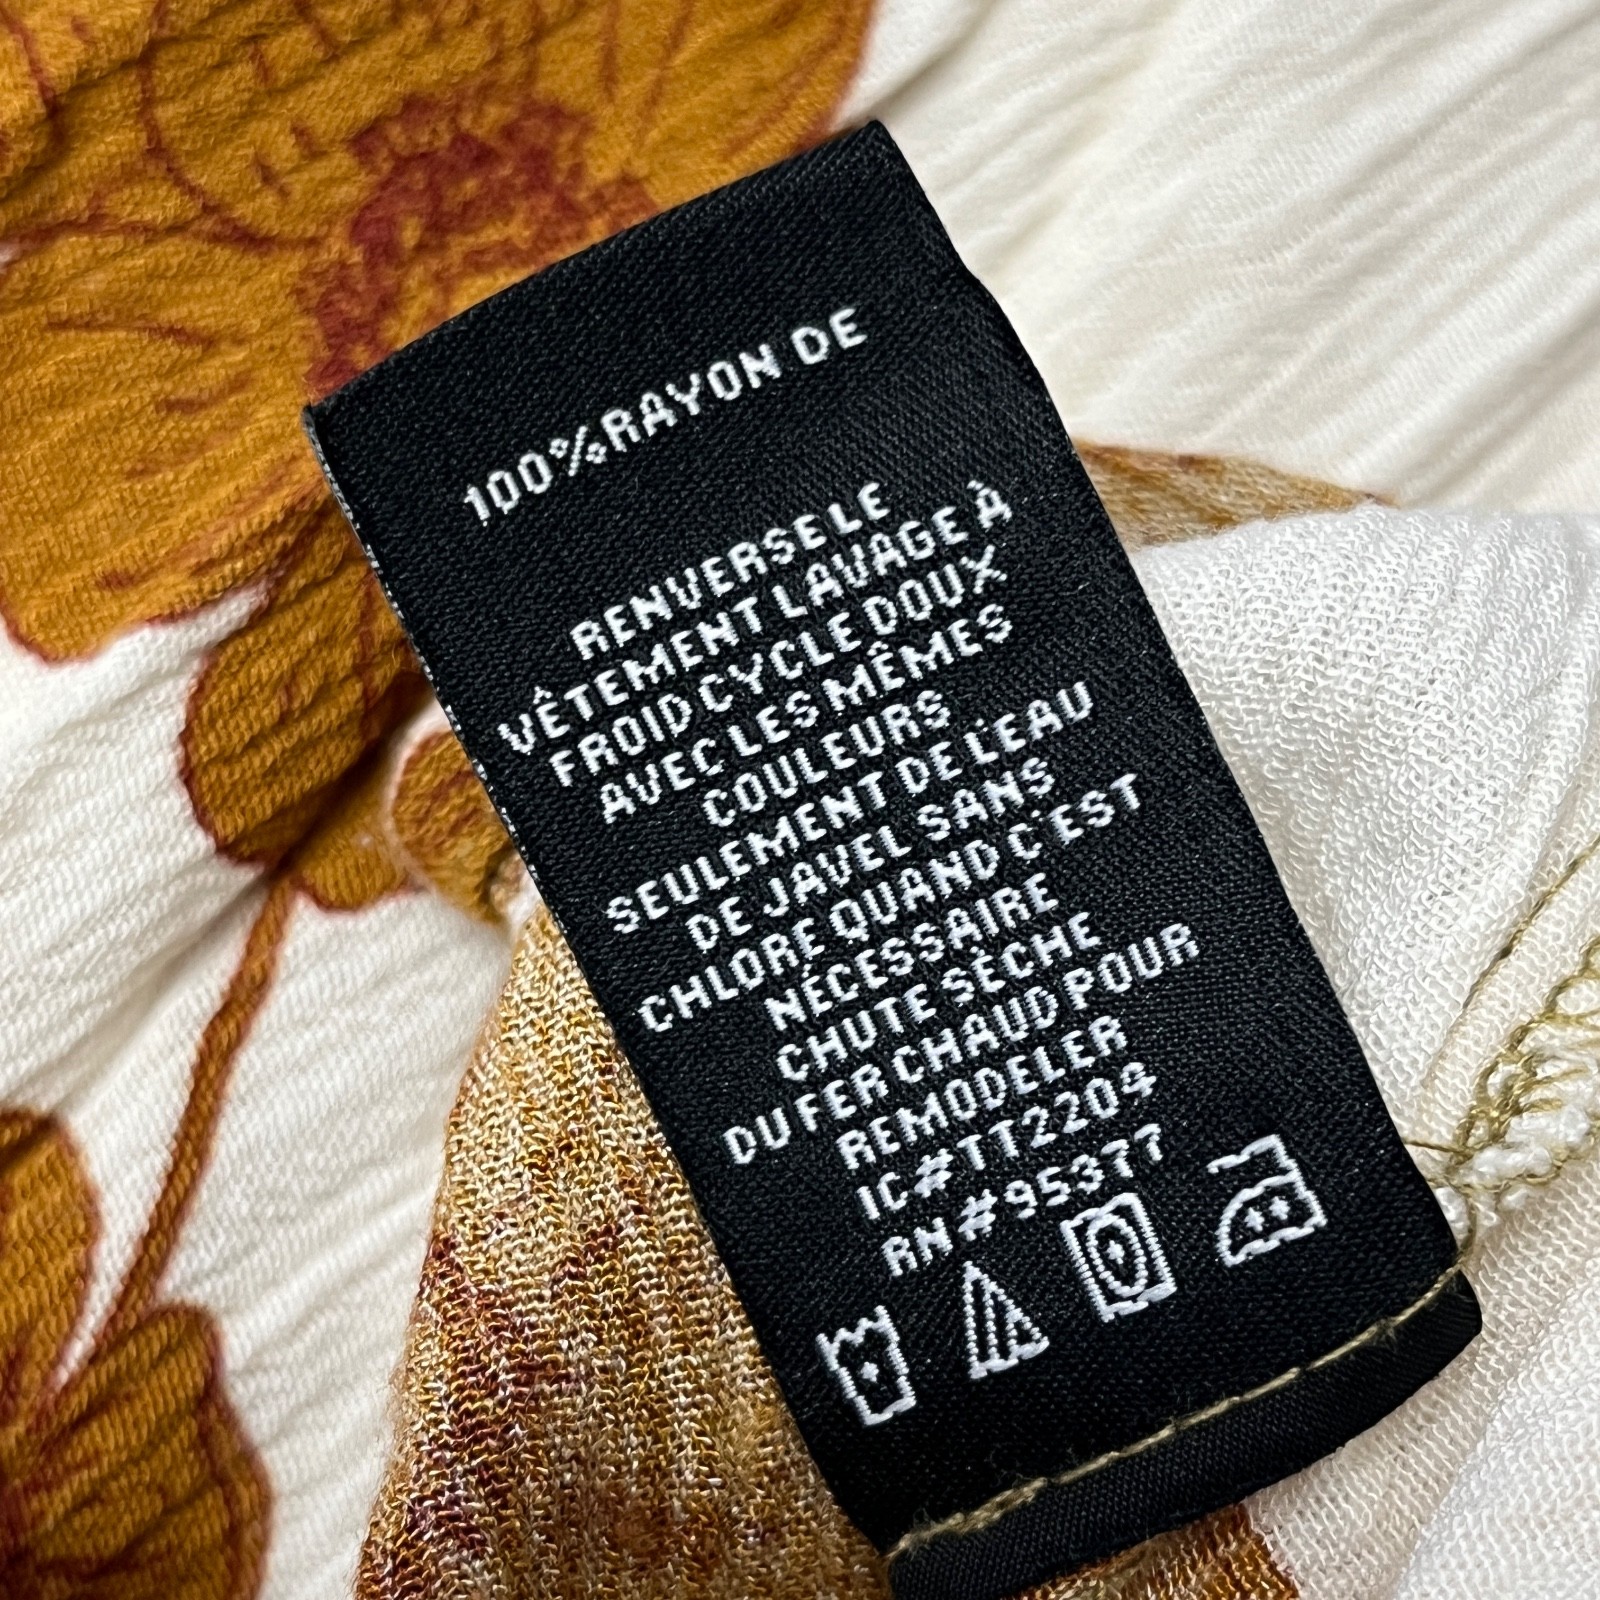 100%RAYON DE
RENVERSE LE
VÊTEMENT LAVAGE À
FROID CYCLE DOUX
AVEC LES MÊMES
COULEURS
SEULEMENT DE L'EAU
DE JAVEL SANS
CHLORE QUAND C'EST
NÉCESSAIRE
CHUTE SÈCHE
DU FER CHAUD POUR
REMODELER
IC#TT2204
RN#95377